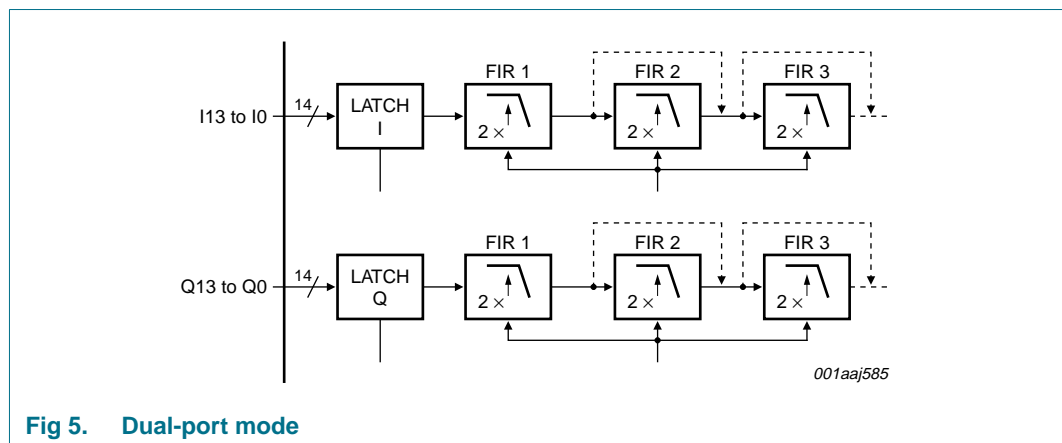 FIR 1 FIR 2 FIR 3
I13 to I0 14 LATCH
I
2 × 2 × 2 ×
FIR 1 FIR 2 FIR 3
Q13 to Q0 14 LATCH
Q
2 × 2 × 2 ×
001aaj585
Fig 5. Dual-port mode